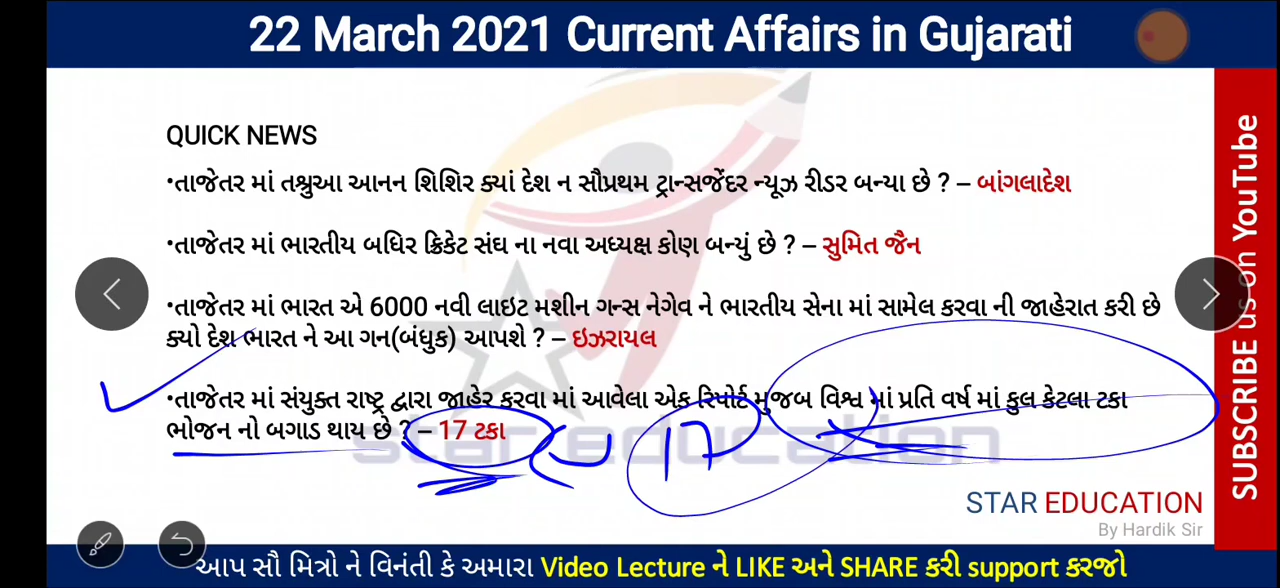 22 March 2021 Current Affairs in Gujarati
QUICK NEWS
•તાજેતર માં તશ્નુઆ આનન શિશિર ક્યાં દેશ ન સૌપ્રથમ ટ્રાન્સજેંદર ન્યૂઝ રીડર બન્યા છે ? – બાંગલાદેશ
•તાજેતર માં ભારતીય બધિર ક્રિકેટ સંઘ ના નવા અધ્યક્ષ કોણ બન્યું છે ? – સુમિત જૈન
•તાજેતર માં ભારત એ 6000 નવી લાઇટ મશીન ગન્સ નેગેવ ને ભારતીય સેના માં સામેલ કરવા ની જાહેરાત કરી છે
ક્યો દેશ ભારત ને આ ગન(બંધુક) આપશે ? – ઇઝરાયલ
•તાજેતર માં સંયુક્ત રાષ્ટ્ર દ્વારા જાહેર કરવા માં આવેલા એક રિપોર્ટ મુજબ વિશ્વ માં પ્રતિ વર્ષ માં કુલ કેટલા ટકા
ભોજન નો બગાડ થાય છે ? – 17 ટકા
17
star education
STAR EDUCATION
By Hardik Sir
SUBSCRIBE us on YouTube
આપ સૌ મિત્રો ને વિનંતી કે અમારા Video Lecture ને LIKE અને SHARE કરી support કરજો